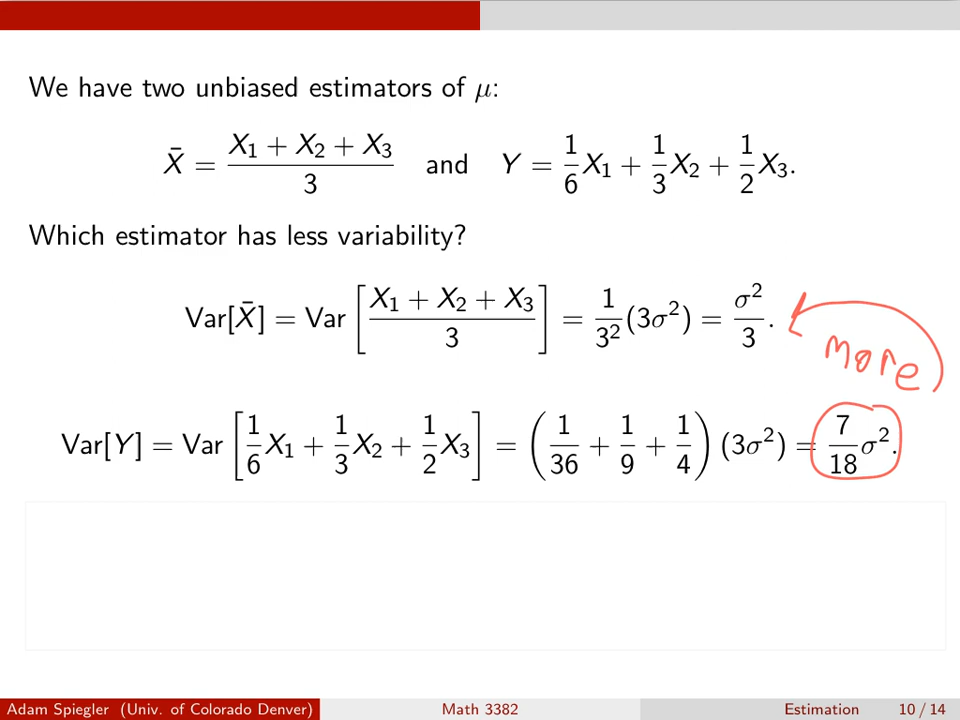 We have two unbiased estimators of μ:
X̄ = (X₁ + X₂ + X₃)/3 and Y = 1/6 X₁ + 1/3 X₂ + 1/2 X₃.
Which estimator has less variability?
Var[X̄] = Var[(X₁ + X₂ + X₃)/3] = 1/3² (3σ²) = σ²/3.
more
Var[Y] = Var[1/6 X₁ + 1/3 X₂ + 1/2 X₃] = (1/36 + 1/9 + 1/4) (3σ²) = 7/18 σ².
Adam Spiegler (Univ. of Colorado Denver) Math 3382 Estimation 10 / 14